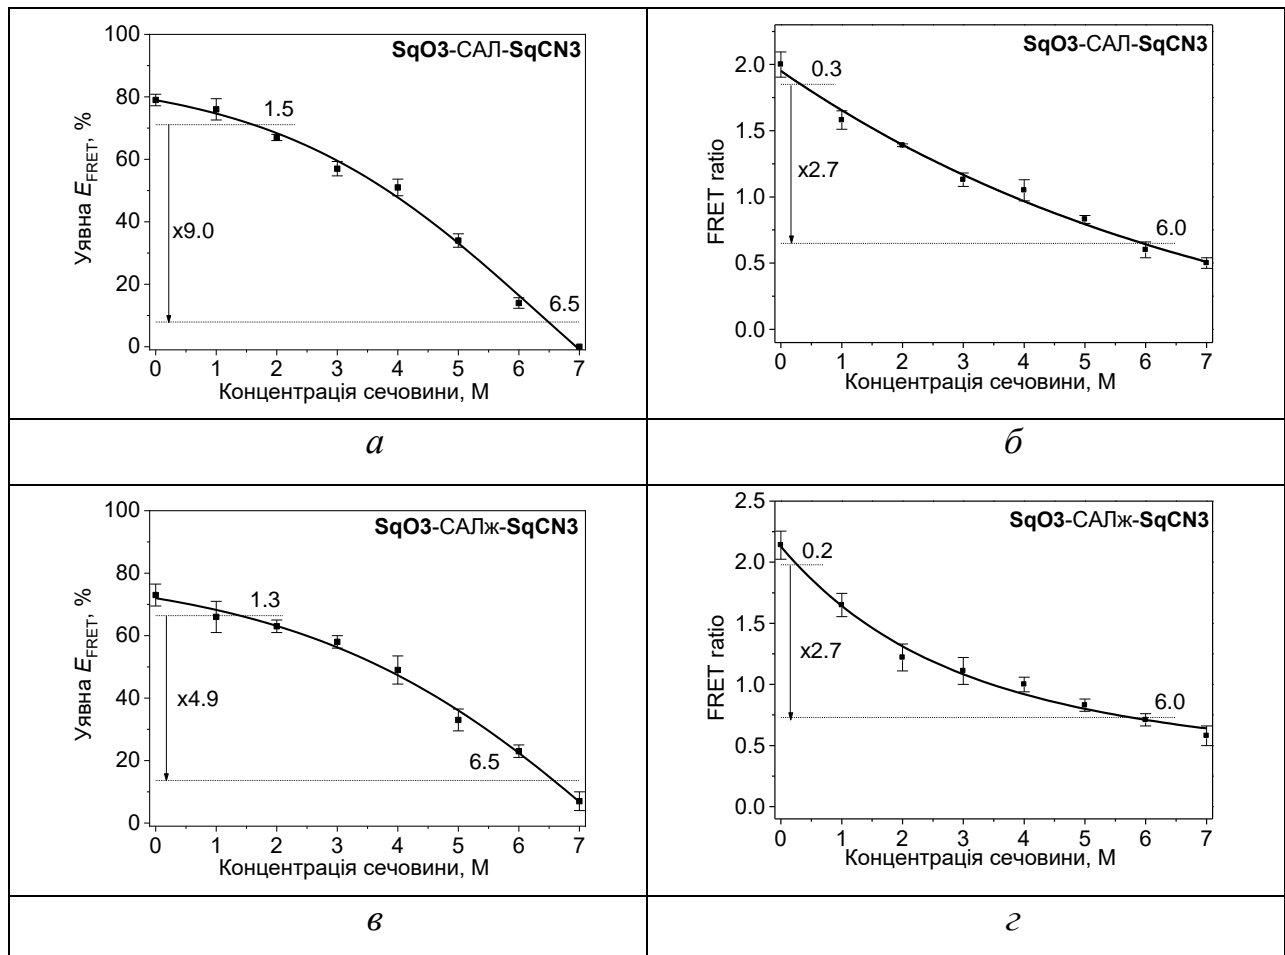 SqO3-САЛ-SqCN3
Уявна EFRET, %
100
80
60
40
20
0
1.5
x9.0
6.5
0 1 2 3 4 5 6 7
Концентрація сечовини, М
а
SqO3-САЛ-SqCN3
FRET ratio
2.0
1.5
1.0
0.5
0.0
0.3
x2.7
6.0
0 1 2 3 4 5 6 7
Концентрація сечовини, М
б
SqO3-САЛж-SqCN3
Уявна EFRET, %
100
80
60
40
20
0
1.3
x4.9
6.5
0 1 2 3 4 5 6 7
Концентрація сечовини, М
в
SqO3-САЛж-SqCN3
FRET ratio
2.5
2.0
1.5
1.0
0.5
0.0
0.2
x2.7
6.0
0 1 2 3 4 5 6 7
Концентрація сечовини, М
г